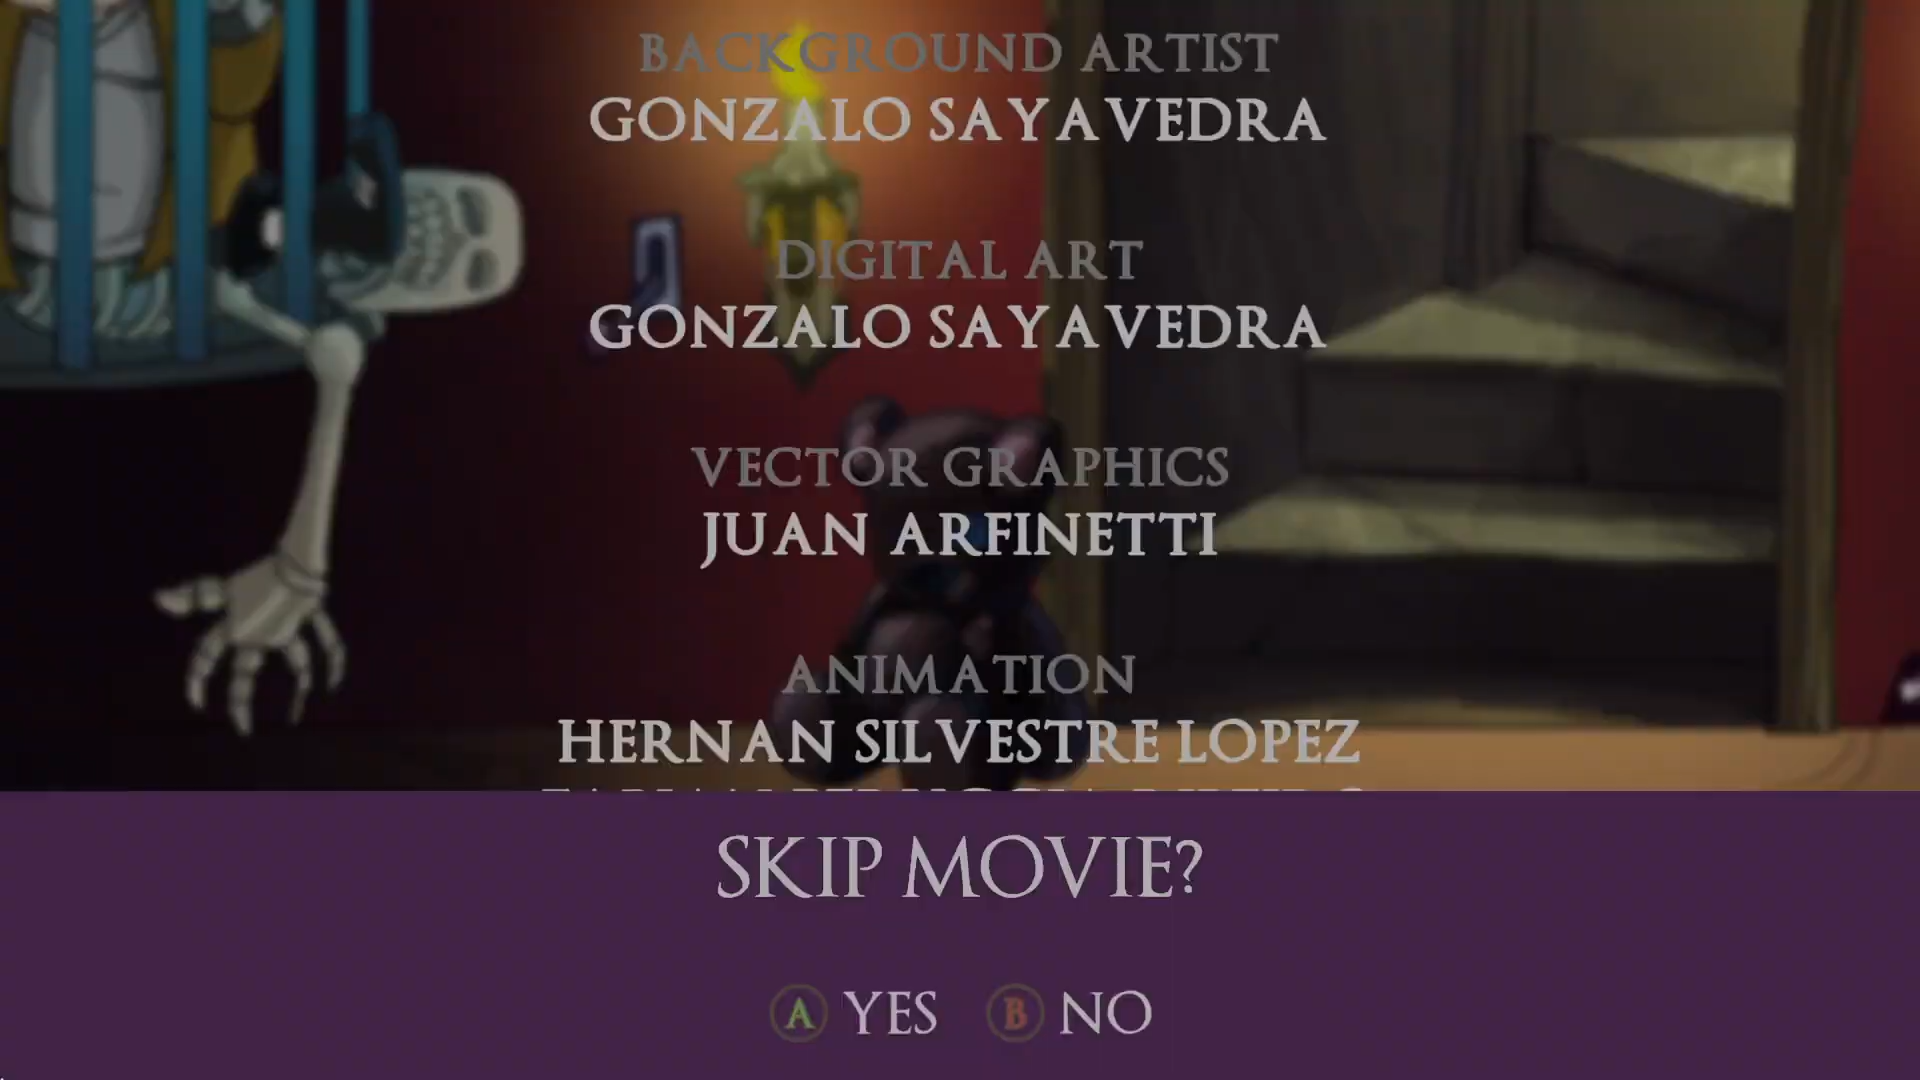 BACKGROUND ARTIST
GONZALO SAYAVEDRA
DIGITAL ART
GONZALO SAYAVEDRA
VECTOR GRAPHICS
JUAN ARFINETTI
ANIMATION
HERNAN SILVESTRE LOPEZ
SKIP MOVIE?
A YES B NO